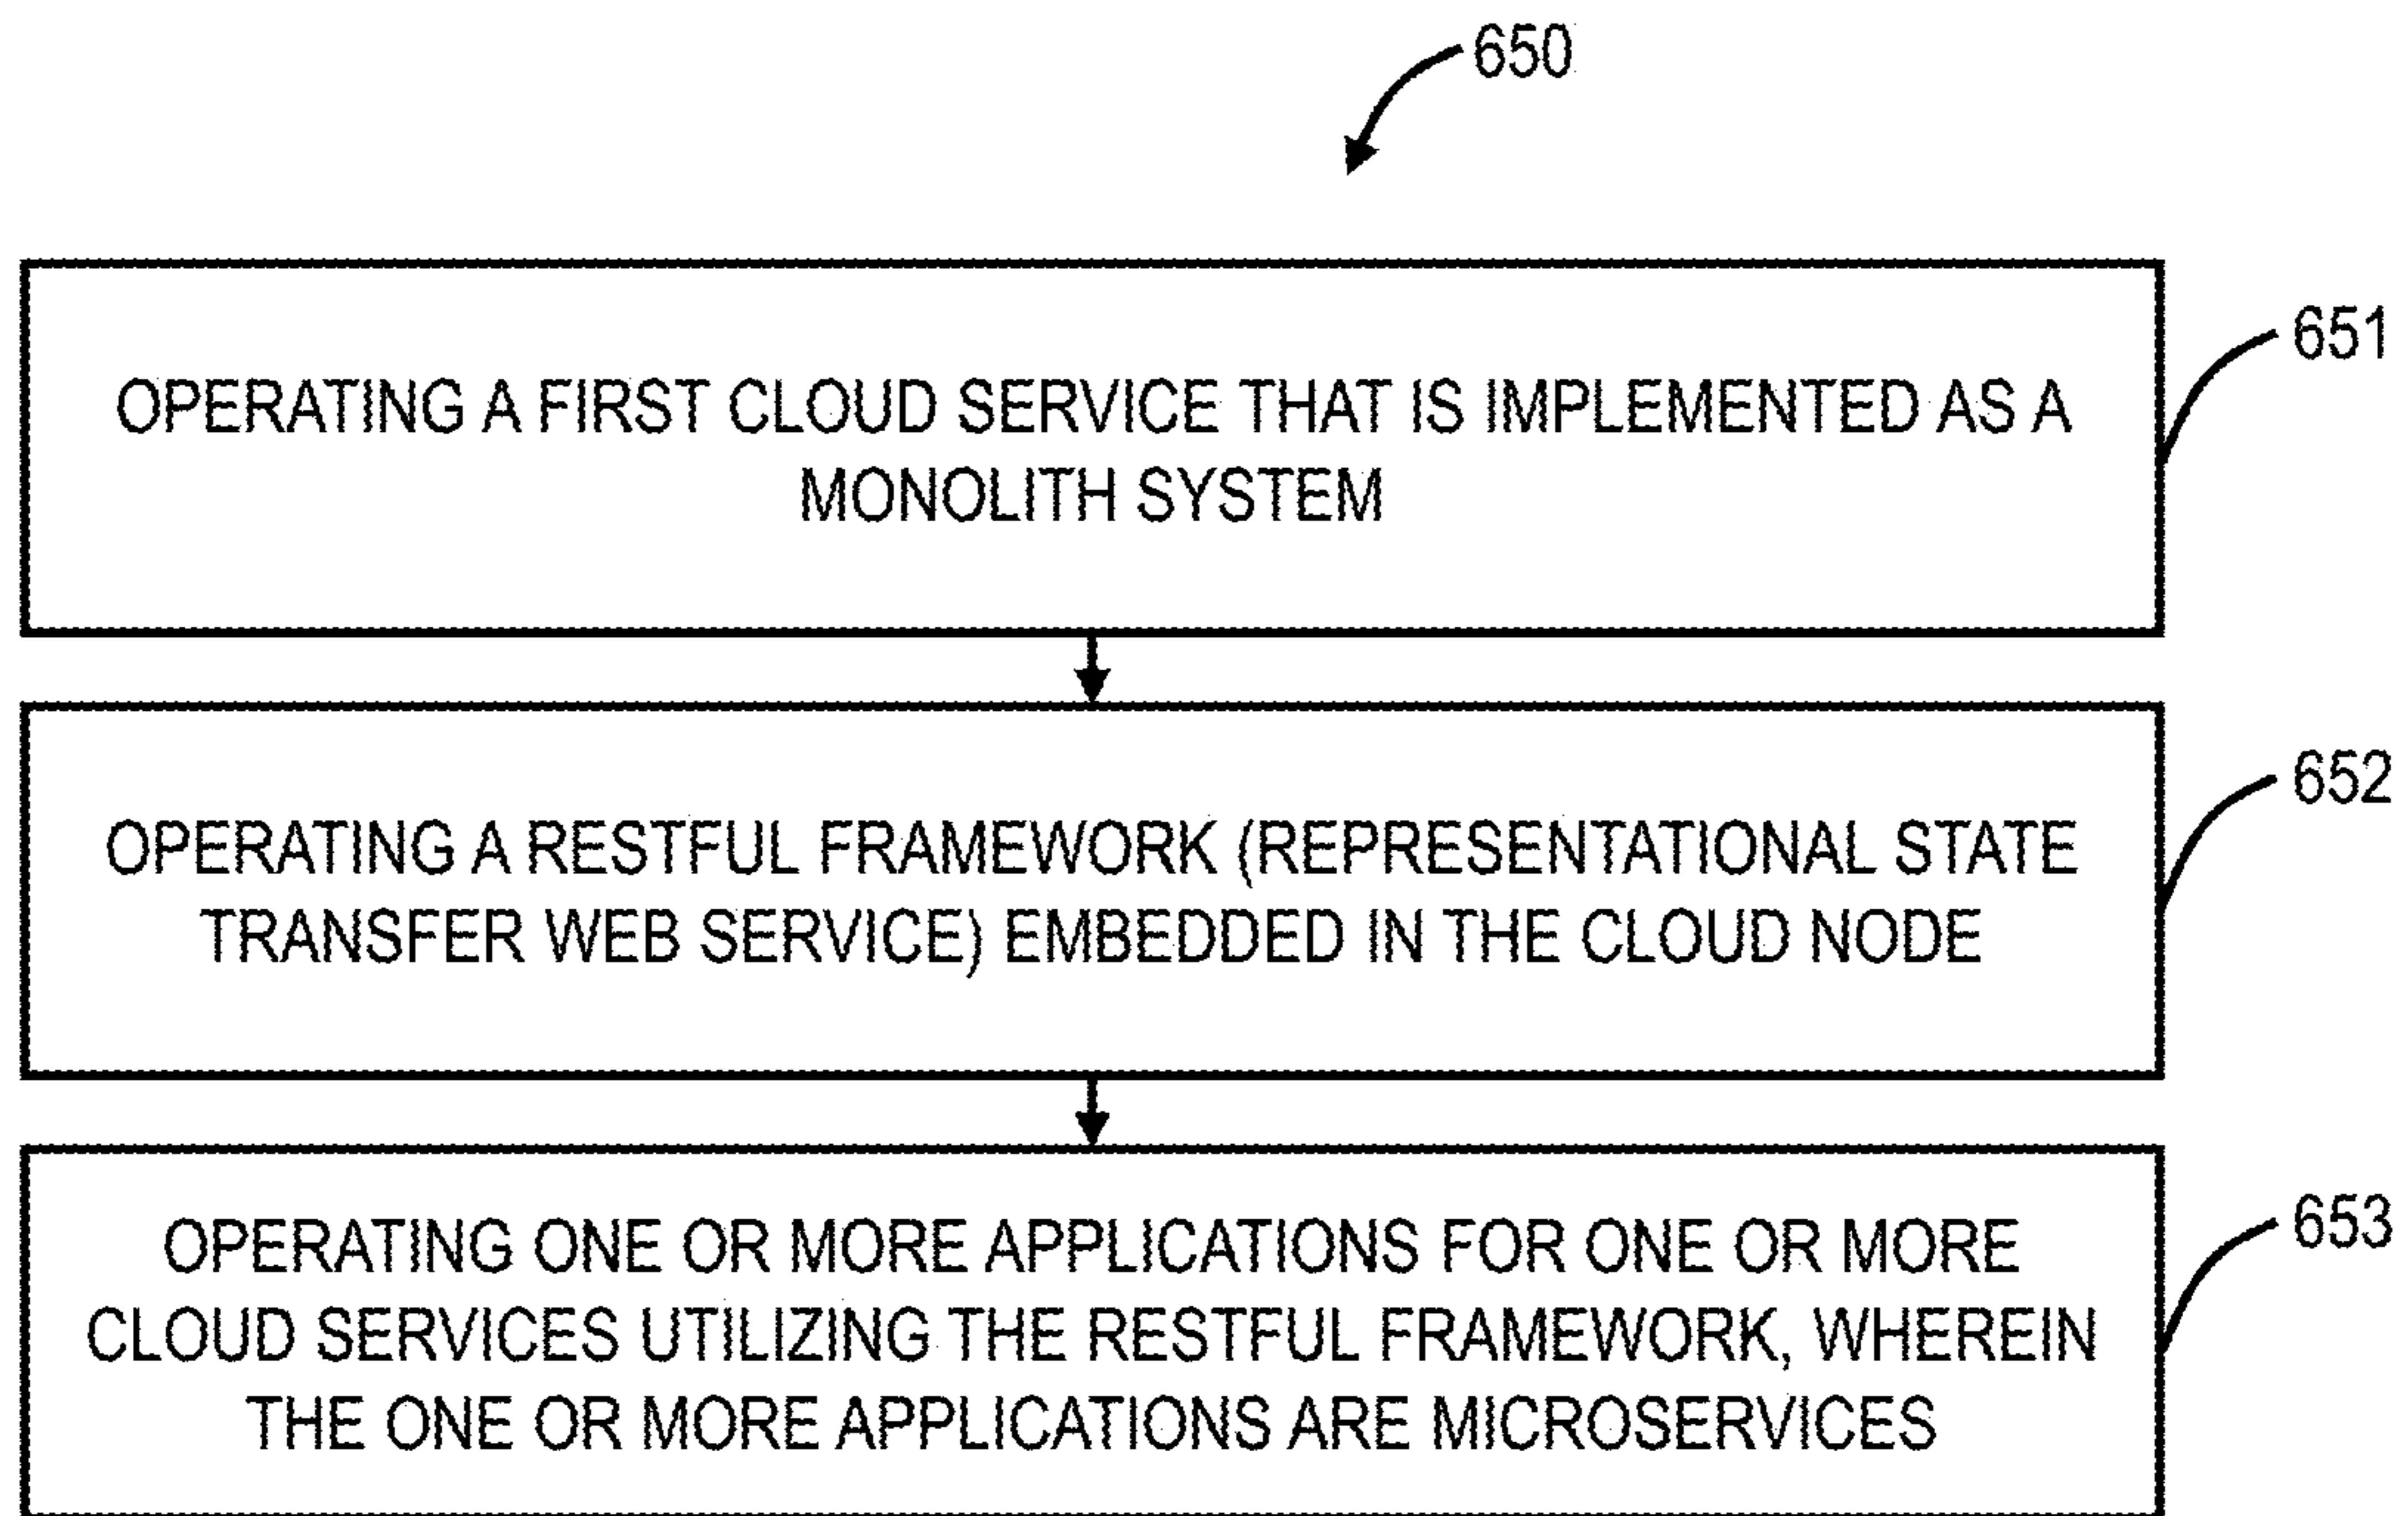 650
OPERATING A FIRST CLOUD SERVICE THAT IS IMPLEMENTED AS A
MONOLITH SYSTEM
651
OPERATING A RESTFUL FRAMEWORK (REPRESENTATIONAL STATE
TRANSFER WEB SERVICE) EMBEDDED IN THE CLOUD NODE
652
OPERATING ONE OR MORE APPLICATIONS FOR ONE OR MORE
CLOUD SERVICES UTILIZING THE RESTFUL FRAMEWORK, WHEREIN
THE ONE OR MORE APPLICATIONS ARE MICROSERVICES
653